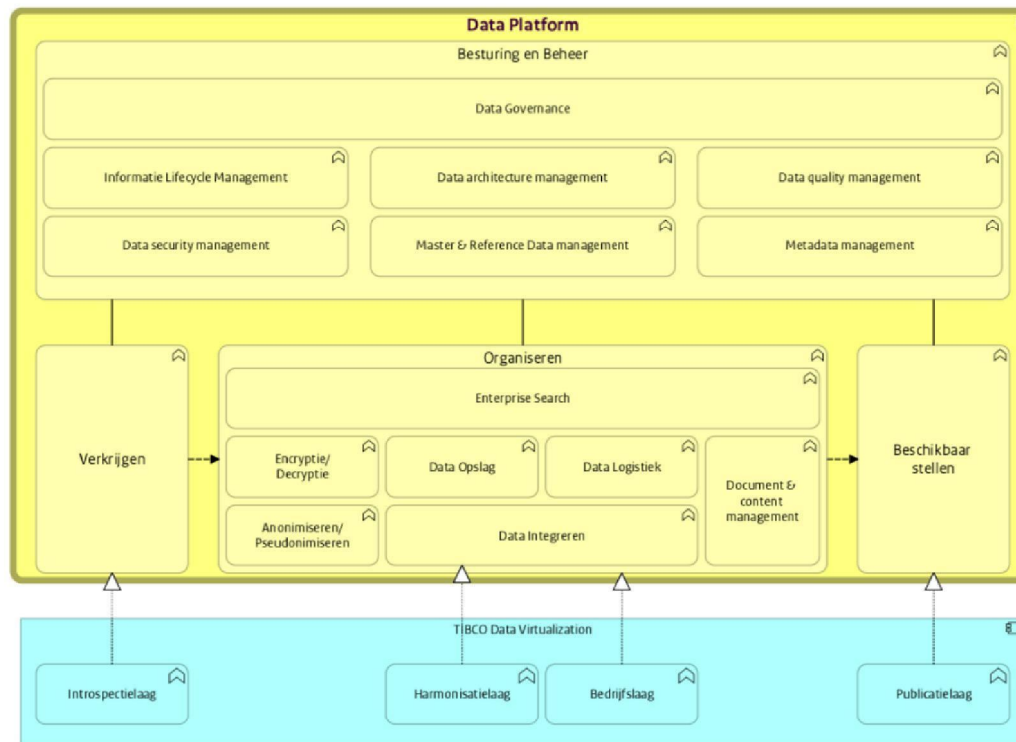 Data Platform
Besturing en Beheer
Data Governance
Informatie Lifecycle Management
Data architecture management
Data quality management
Data security management
Master & Reference Data management
Metadata management
Verkrijgen
Organiseren
Enterprise Search
Encryptie/
Decryptie
Data Opslag
Data Logistiek
Document &
content
management
Anonimiseren/
Pseudonimiseren
Data Integreren
Beschikbaar
stellen
TIBCO Data Virtualization
Introspectielaag
Harmonisatielaag
Bedrijfslaag
Publicatielaag